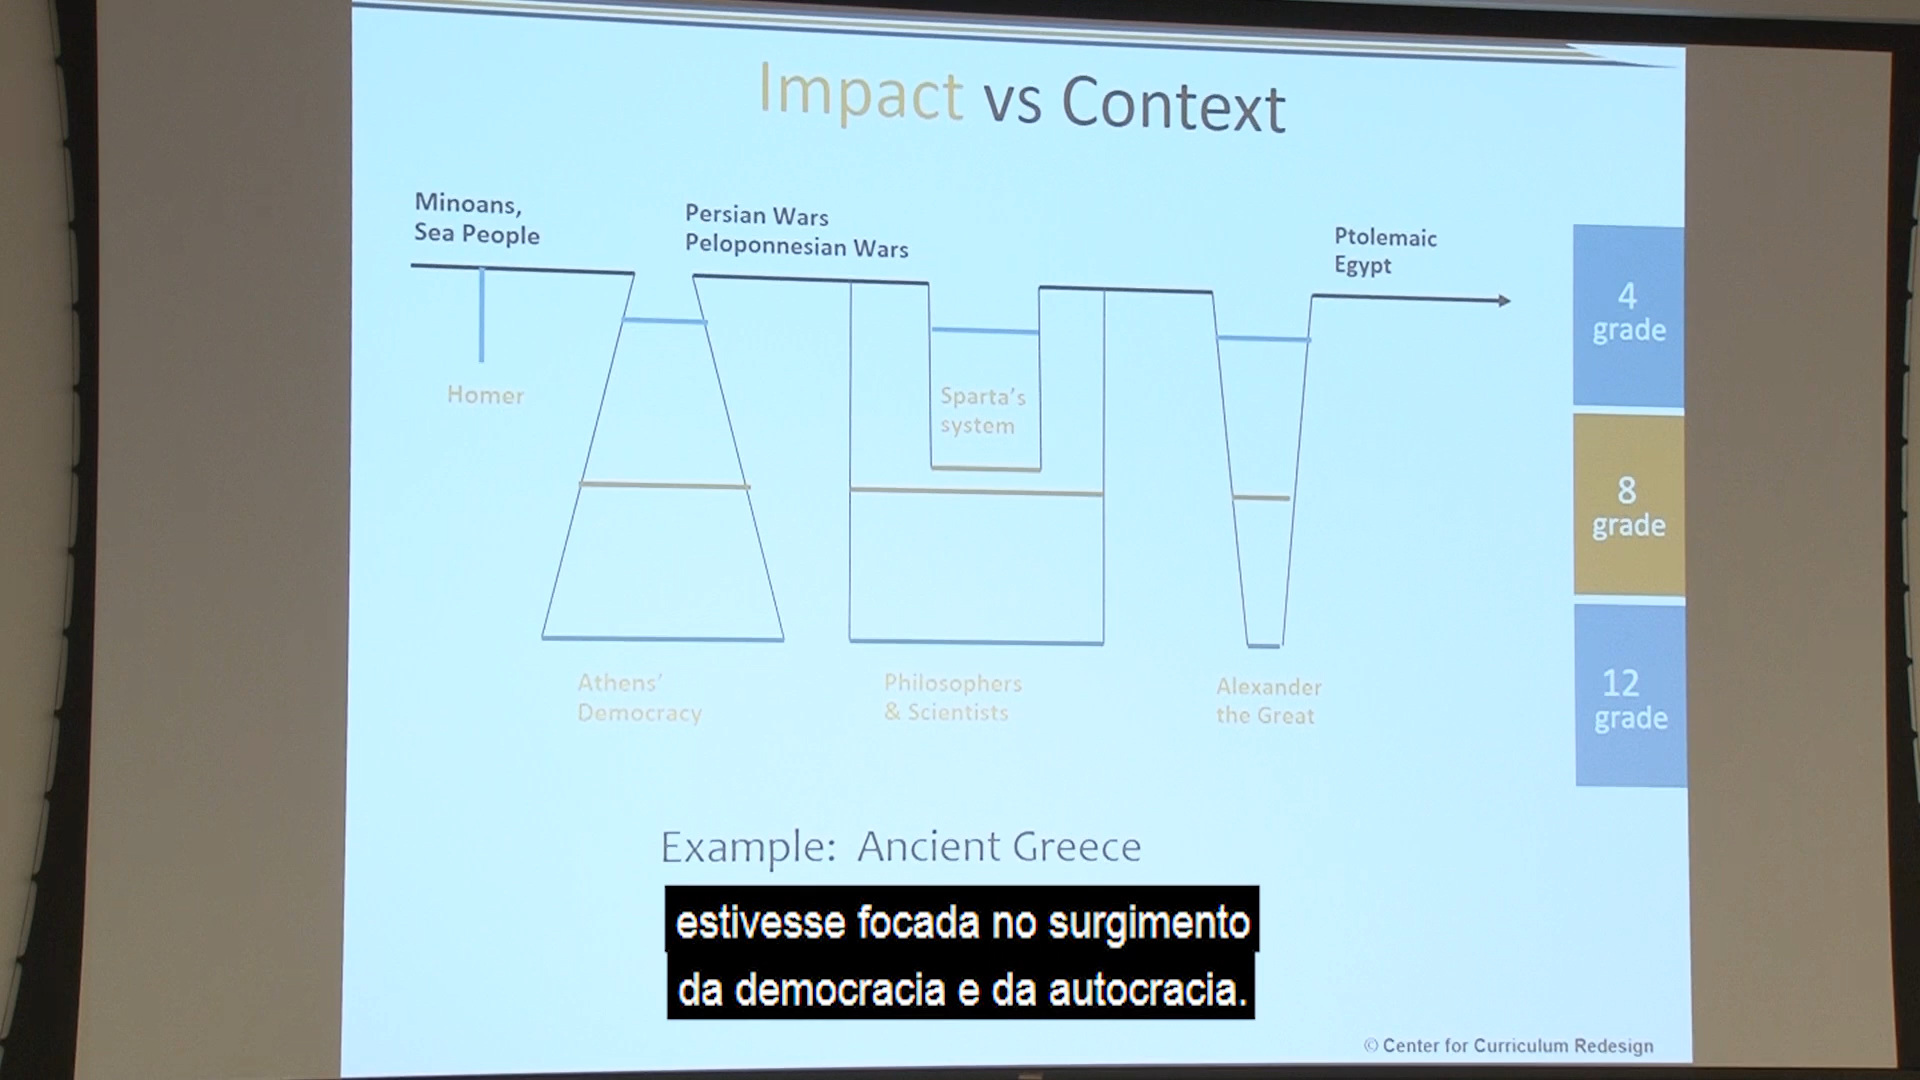 Impact vs Context
Minoans,
Sea People
Persian Wars
Peloponnesian Wars
Ptolemaic
Egypt
Homer
Sparta's
system
Athens'
Democracy
Philosophers
& Scientists
Alexander
the Great
4
grade
8
grade
12
grade
Example: Ancient Greece
estivesse focada no surgimento
da democracia e da autocracia.
© Center for Curriculum Redesign